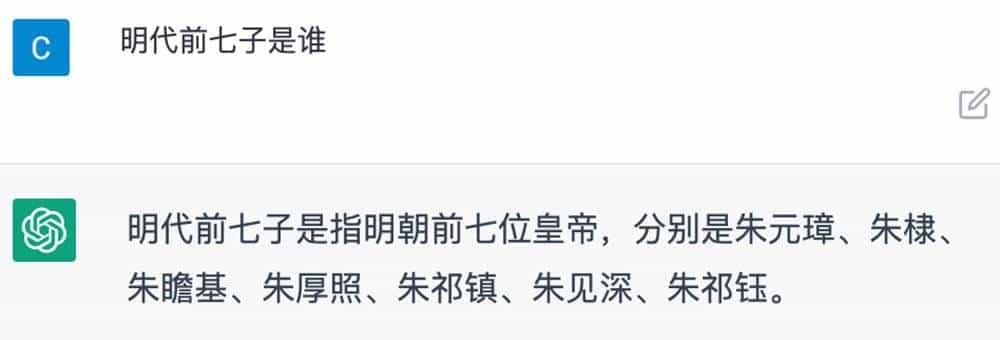 C
明代前七子是谁
明代前七子是指明朝前七位皇帝，分别是朱元璋、朱棣、
朱瞻基、朱厚照、朱祁镇、朱见深、朱祁钰。